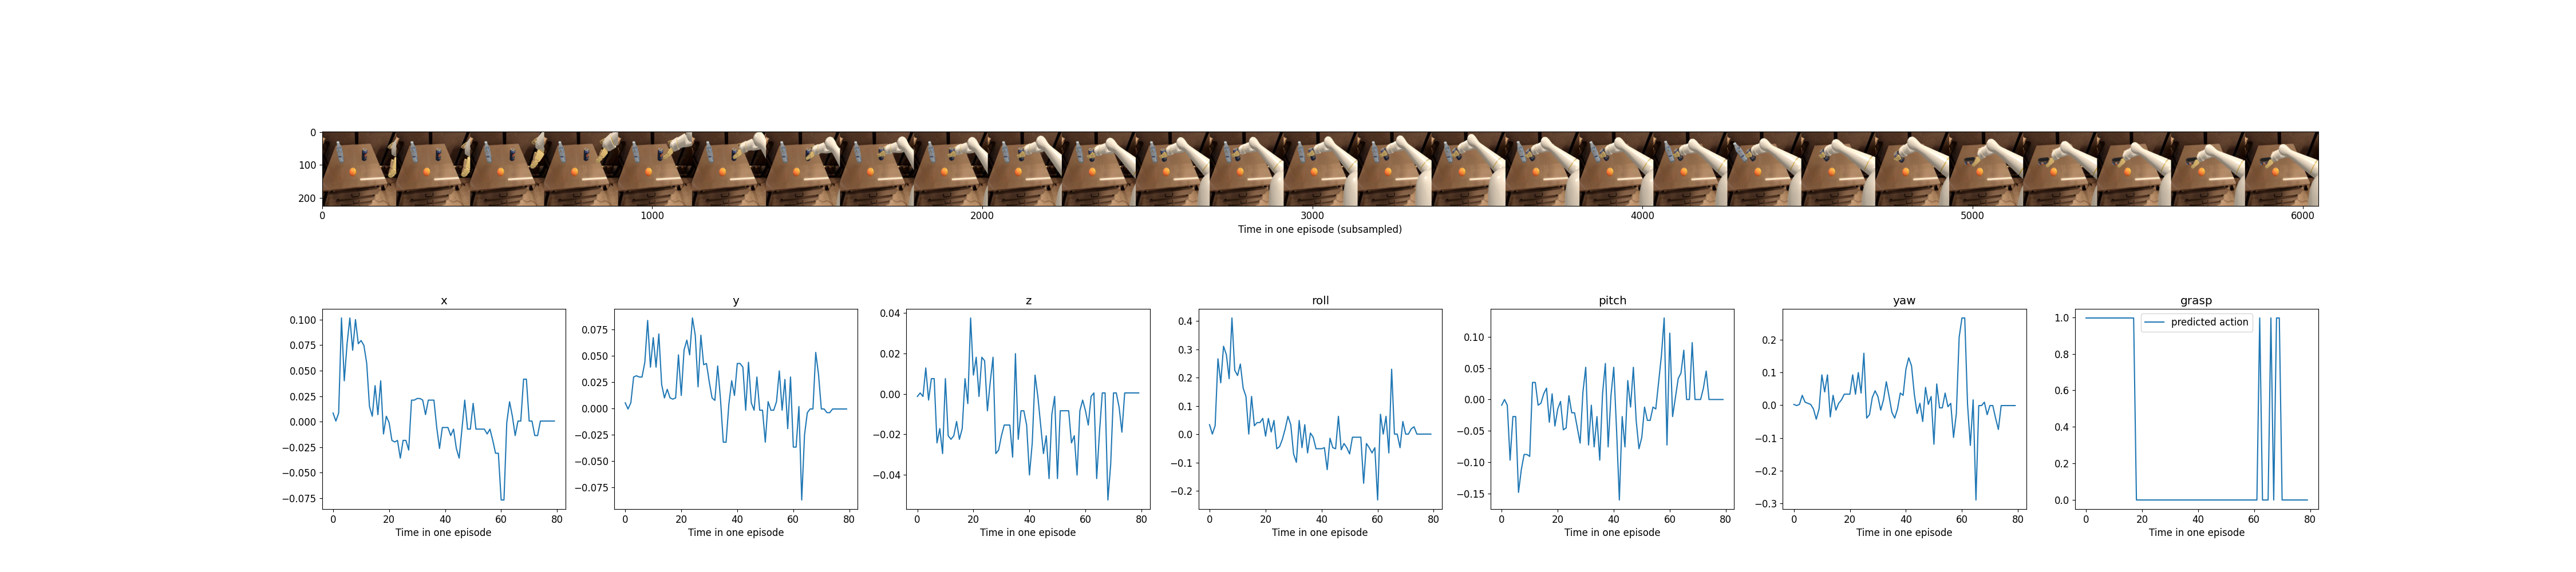 0
100
200
0 1000 2000 3000 4000 5000 6000
Time in one episode (subsampled)
x
0.100
0.075
0.050
0.025
0.000
−0.025
−0.050
−0.075
0 20 40 60 80
Time in one episode
y
0.075
0.050
0.025
0.000
−0.025
−0.050
−0.075
0 20 40 60 80
Time in one episode
z
0.04
0.02
0.00
−0.02
−0.04
0 20 40 60 80
Time in one episode
roll
0.4
0.3
0.2
0.1
0.0
−0.1
−0.2
0 20 40 60 80
Time in one episode
pitch
0.10
0.05
0.00
−0.05
−0.10
−0.15
0 20 40 60 80
Time in one episode
yaw
0.2
0.1
0.0
−0.1
−0.2
−0.3
0 20 40 60 80
Time in one episode
grasp
predicted action
1.0
0.8
0.6
0.4
0.2
0.0
0 20 40 60 80
Time in one episode